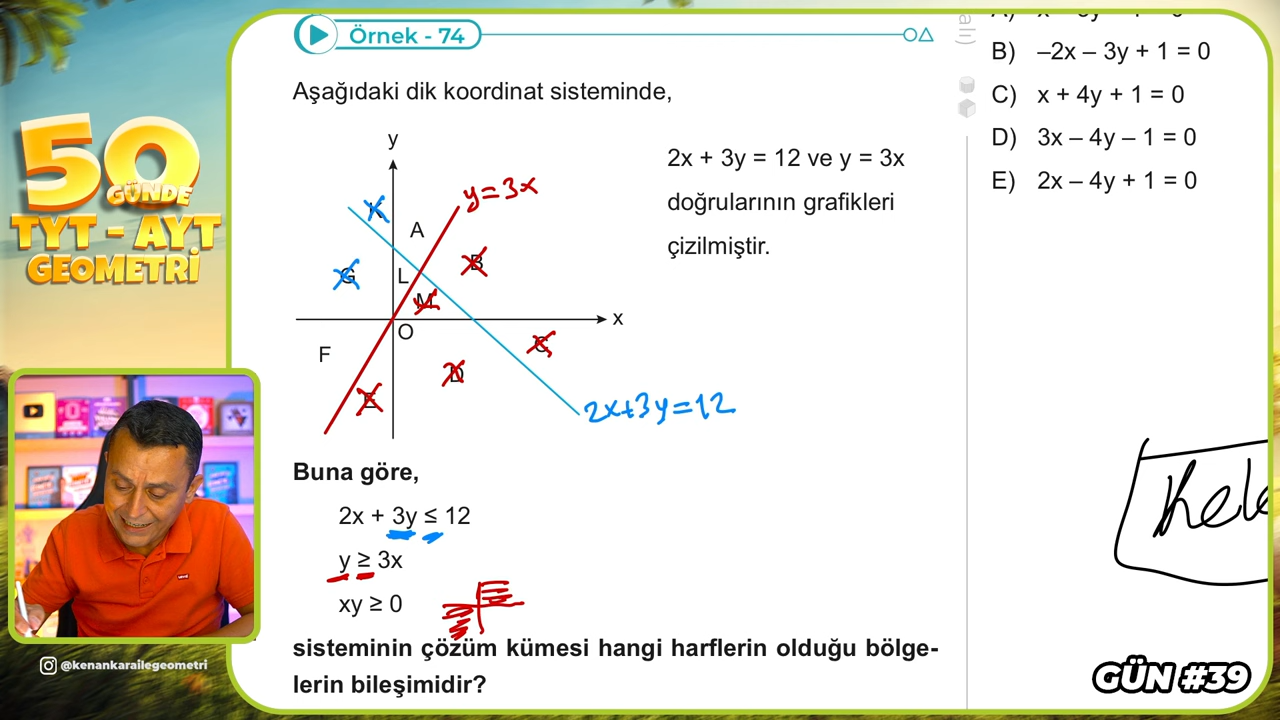 Örnek - 74
Aşağıdaki dik koordinat sisteminde,
y
y=3x
K
A
B
G
L
M
x
O
F
C
D
E
2x+3y=12
2x + 3y = 12 ve y = 3x
doğrularının grafikleri
çizilmiştir.
Buna göre,
2x + 3y ≤ 12
y ≥ 3x
xy ≥ 0
sisteminin çözüm kümesi hangi harflerin olduğu bölge-
lerin bileşimidir?
B) –2x – 3y + 1 = 0
C) x + 4y + 1 = 0
D) 3x – 4y – 1 = 0
E) 2x – 4y + 1 = 0
50
GÜNDE
TYT - AYT
GEOMETRİ
@kenankarailegeometri
GÜN #39